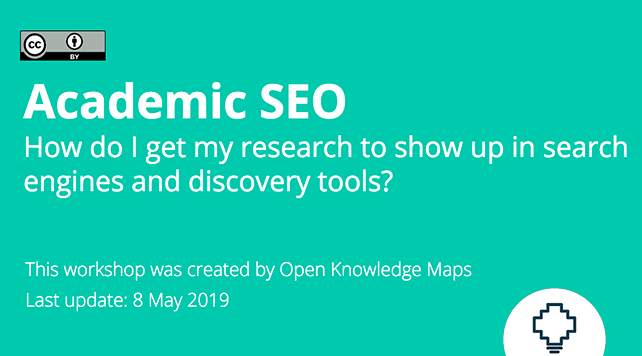 cc
BY
Academic SEO
How do I get my research to show up in search
engines and discovery tools?
This workshop was created by Open Knowledge Maps
Last update: 8 May 2019